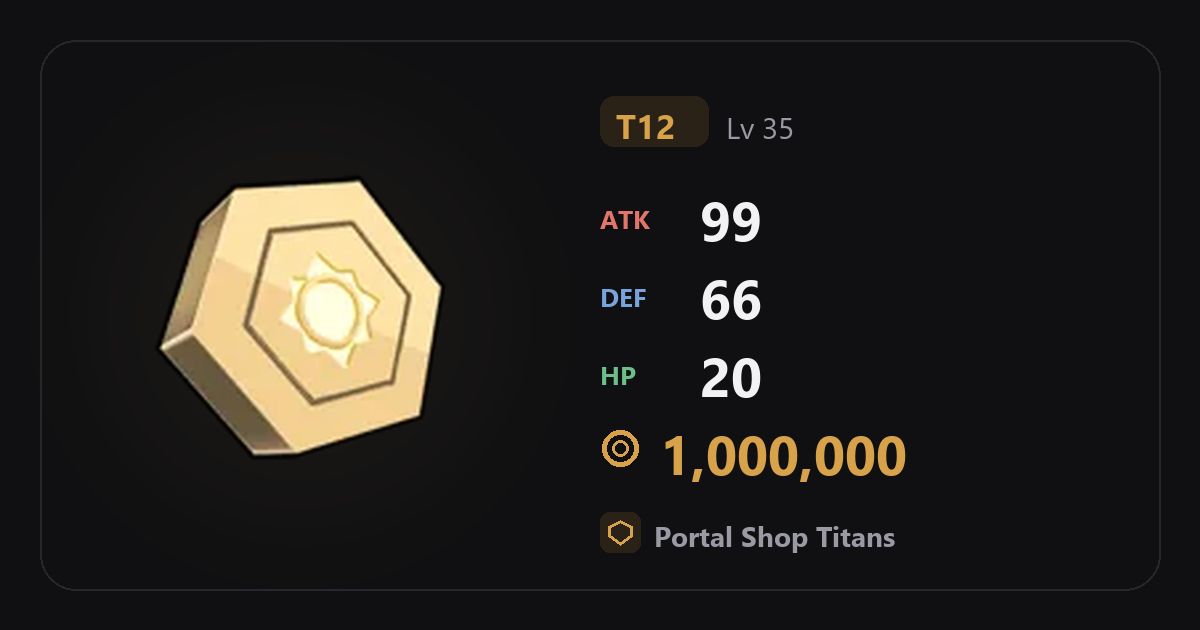 T12 Lv 35
ATK 99
DEF 66
HP 20
1,000,000
Portal Shop Titans